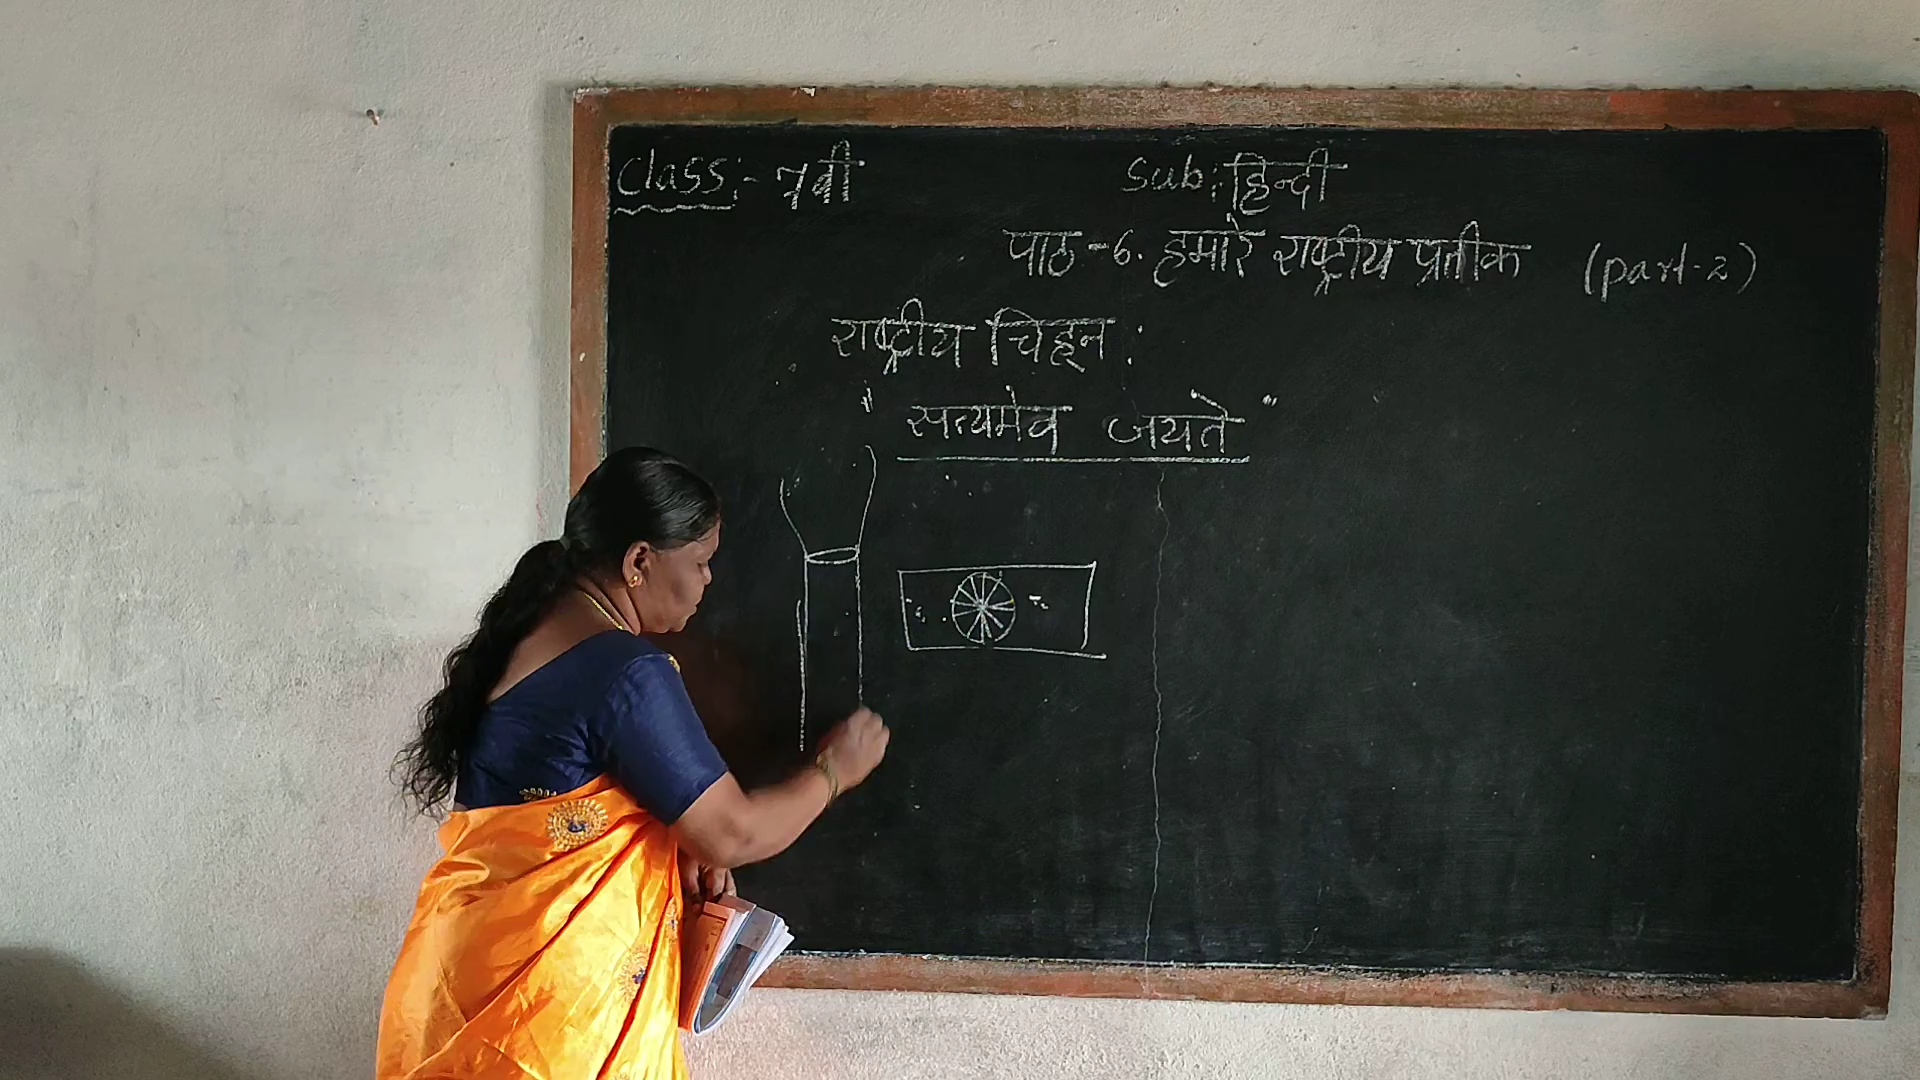 Class:- 7वी
Sub:- हिन्दी
पाठ-6. हमारे राष्ट्रीय प्रतीक (part-2)
राष्ट्रीय चिह्न :
" सत्यमेव जयते "